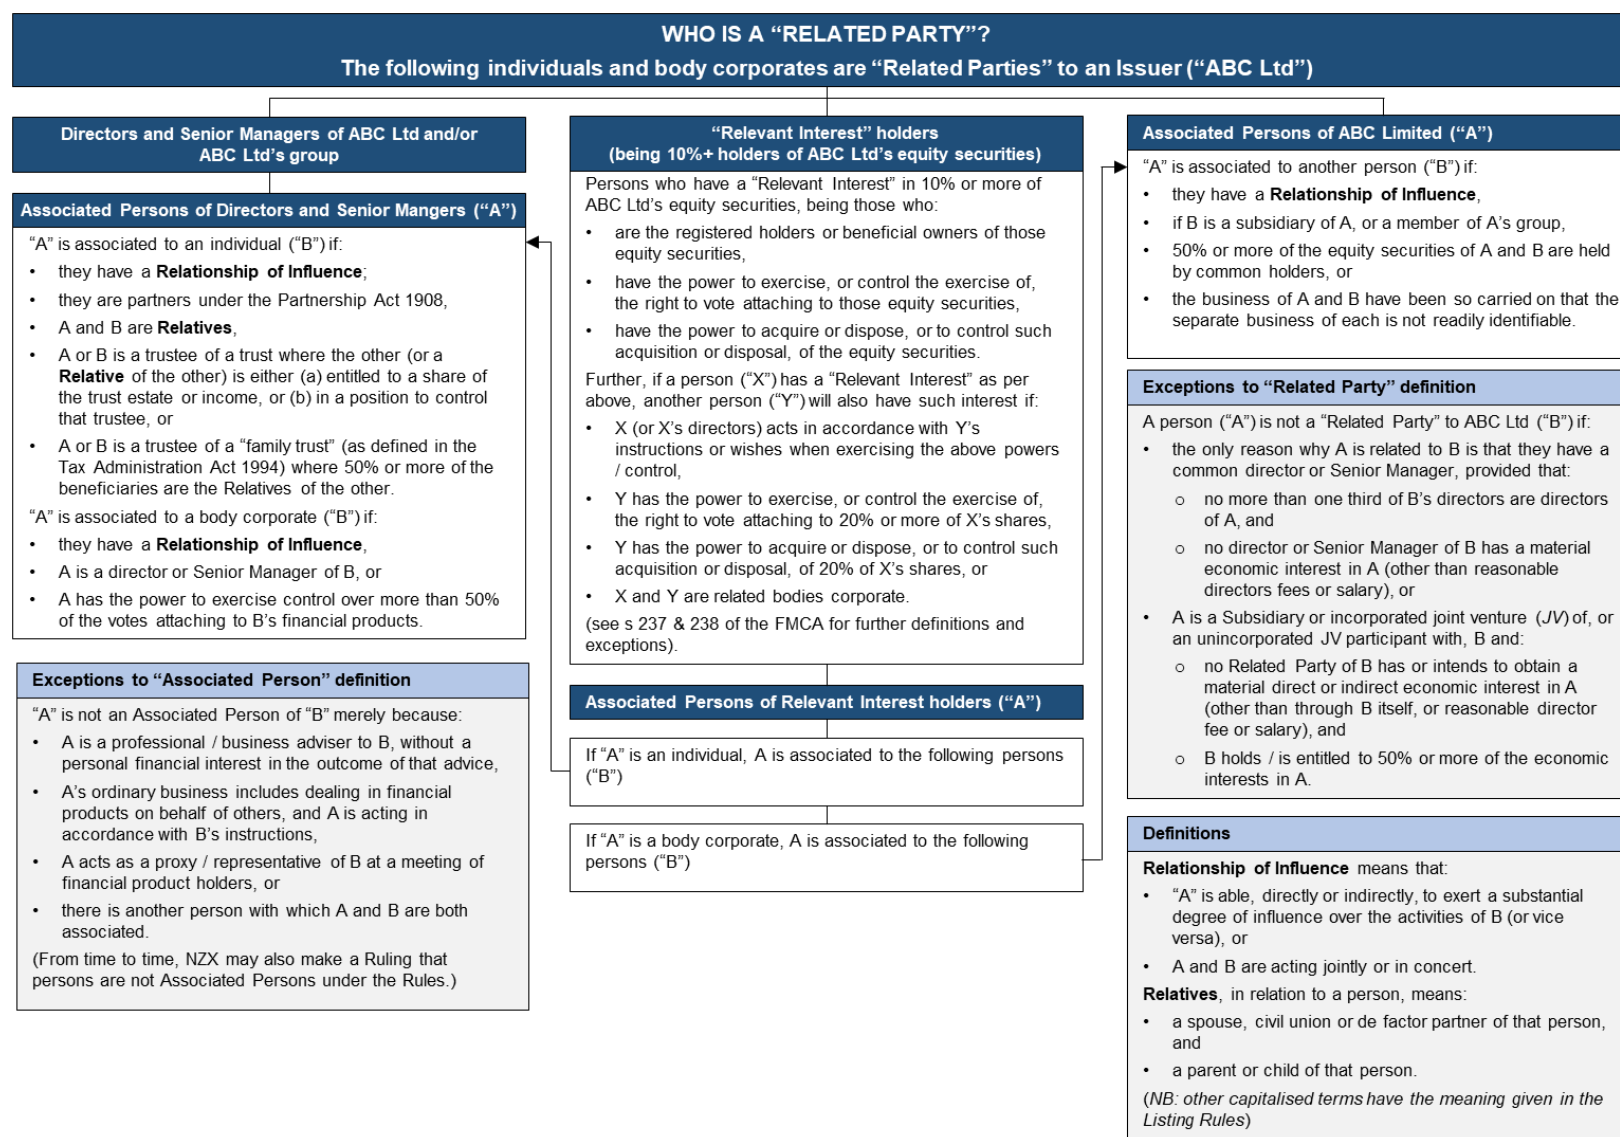 WHO IS A “RELATED PARTY”?
The following individuals and body corporates are “Related Parties” to an Issuer (“ABC Ltd”)
Directors and Senior Managers of ABC Ltd and/or
ABC Ltd’s group
Associated Persons of Directors and Senior Mangers (“A”)
“A” is associated to an individual (“B”) if:
• they have a Relationship of Influence;
• they are partners under the Partnership Act 1908,
• A and B are Relatives,
• A or B is a trustee of a trust where the other (or a
Relative of the other) is either (a) entitled to a share of
the trust estate or income, or (b) in a position to control
that trustee, or
• A or B is a trustee of a “family trust” (as defined in the
Tax Administration Act 1994) where 50% or more of the
beneficiaries are the Relatives of the other.
“A” is associated to a body corporate (“B”) if:
• they have a Relationship of Influence,
• A is a director or Senior Manager of B, or
• A has the power to exercise control over more than 50%
of the votes attaching to B’s financial products.
Exceptions to “Associated Person” definition
“A” is not an Associated Person of “B” merely because:
• A is a professional / business adviser to B, without a
personal financial interest in the outcome of that advice,
• A’s ordinary business includes dealing in financial
products on behalf of others, and A is acting in
accordance with B’s instructions,
• A acts as a proxy / representative of B at a meeting of
financial product holders, or
• there is another person with which A and B are both
associated.
(From time to time, NZX may also make a Ruling that
persons are not Associated Persons under the Rules.)
“Relevant Interest” holders
(being 10%+ holders of ABC Ltd’s equity securities)
Persons who have a “Relevant Interest” in 10% or more of
ABC Ltd’s equity securities, being those who:
• are the registered holders or beneficial owners of those
equity securities,
• have the power to exercise, or control the exercise of,
the right to vote attaching to those equity securities,
• have the power to acquire or dispose, or to control such
acquisition or disposal, of the equity securities.
Further, if a person (“X”) has a “Relevant Interest” as per
above, another person (“Y”) will also have such interest if:
• X (or X’s directors) acts in accordance with Y’s
instructions or wishes when exercising the above powers
/ control,
• Y has the power to exercise, or control the exercise of,
the right to vote attaching to 20% or more of X’s shares,
• Y has the power to acquire or dispose, or to control such
acquisition or disposal, of 20% of X’s shares, or
• X and Y are related bodies corporate.
(see s 237 & 238 of the FMCA for further definitions and
exceptions).
Associated Persons of Relevant Interest holders (“A”)
If “A” is an individual, A is associated to the following persons
(“B”)
If “A” is a body corporate, A is associated to the following
persons (“B”)
Associated Persons of ABC Limited (“A”)
“A” is associated to another person (“B”) if:
• they have a Relationship of Influence,
• if B is a subsidiary of A, or a member of A’s group,
• 50% or more of the equity securities of A and B are held
by common holders, or
• the business of A and B have been so carried on that the
separate business of each is not readily identifiable.
Exceptions to “Related Party” definition
A person (“A”) is not a “Related Party” to ABC Ltd (“B”) if:
• the only reason why A is related to B is that they have a
common director or Senior Manager, provided that:
o no more than one third of B’s directors are directors
of A, and
o no director or Senior Manager of B has a material
economic interest in A (other than reasonable
directors fees or salary), or
• A is a Subsidiary or incorporated joint venture (JV) of, or
an unincorporated JV participant with, B and:
o no Related Party of B has or intends to obtain a
material direct or indirect economic interest in A
(other than through B itself, or reasonable director
fee or salary), and
o B holds / is entitled to 50% or more of the economic
interests in A.
Definitions
Relationship of Influence means that:
• “A” is able, directly or indirectly, to exert a substantial
degree of influence over the activities of B (or vice
versa), or
• A and B are acting jointly or in concert.
Relatives, in relation to a person, means:
• a spouse, civil union or de factor partner of that person,
and
• a parent or child of that person.
(NB: other capitalised terms have the meaning given in the
Listing Rules)